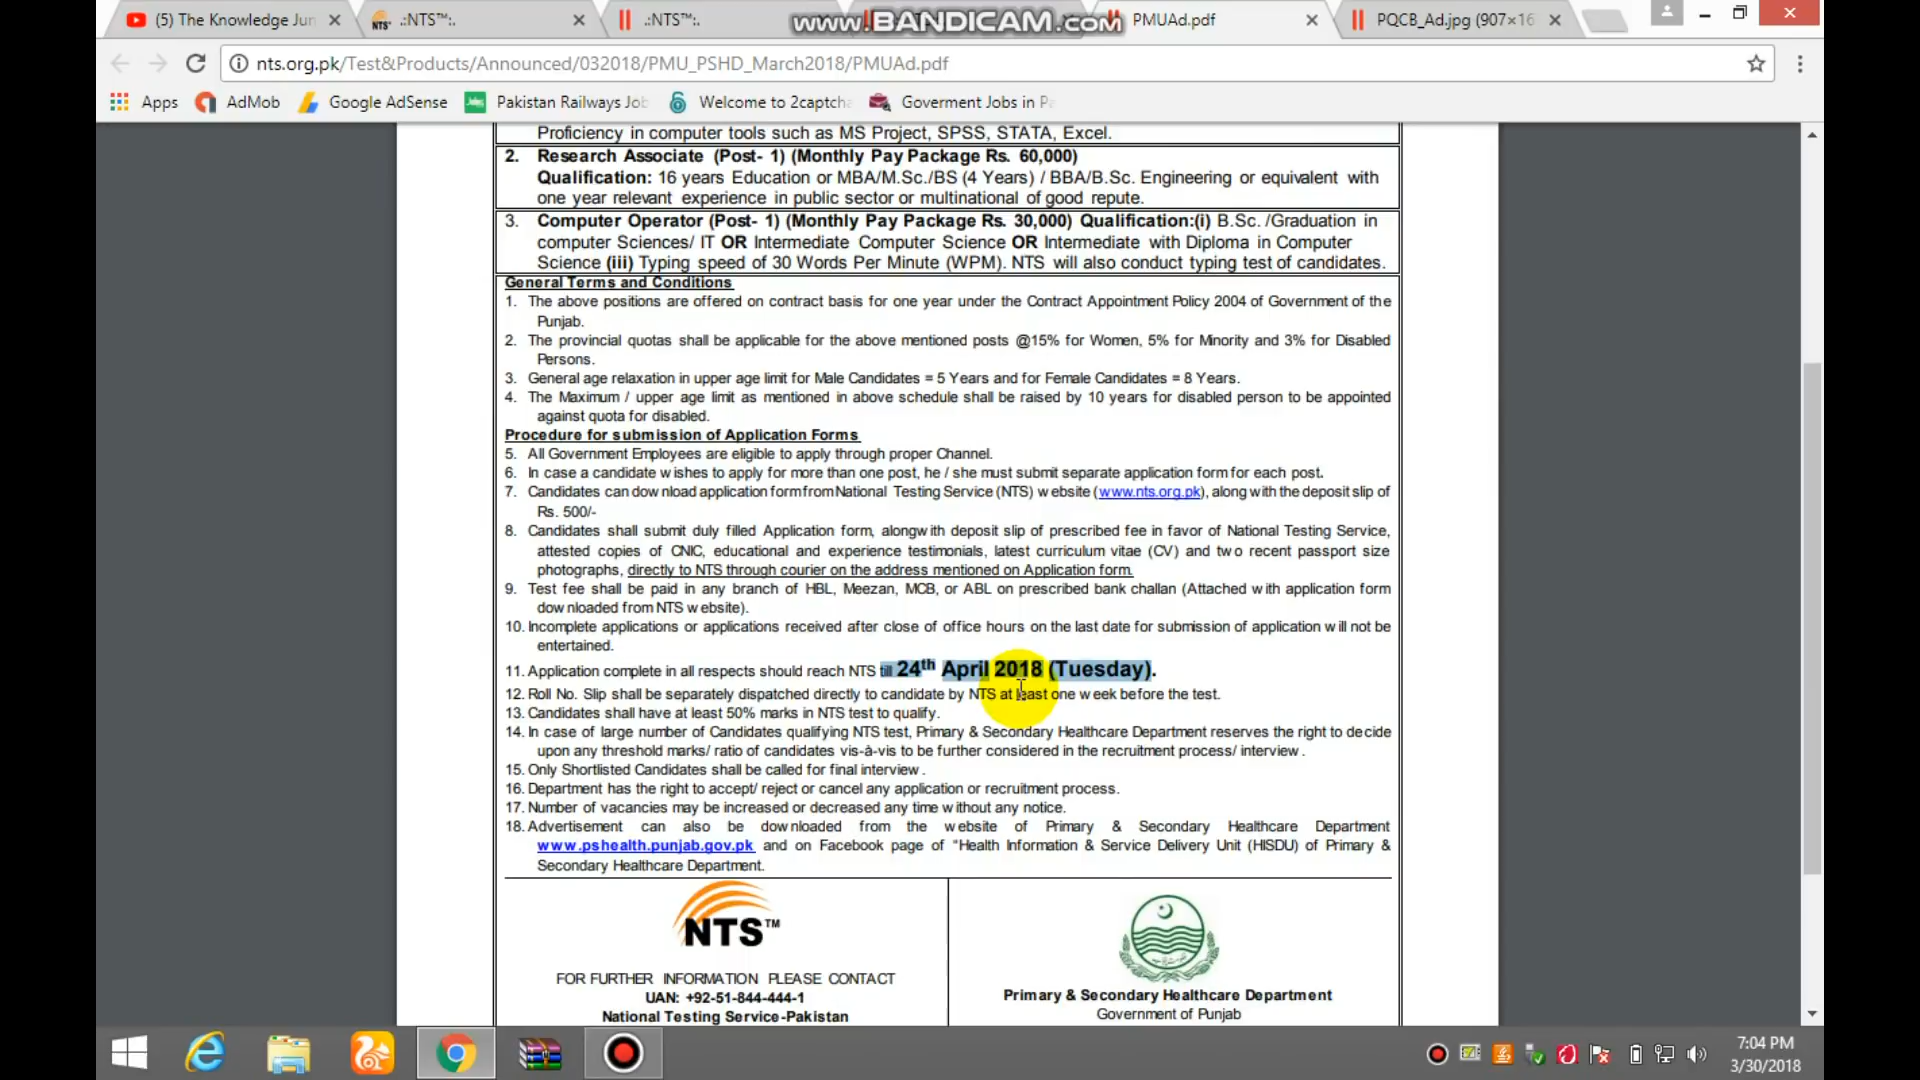 (5) The Knowledge Jun
.:NTS™:.
.:NTS™:.
www.BANDICAM.com
PMUAd.pdf
PQCB_Ad.jpg (907×16
nts.org.pk/Test&Products/Announced/032018/PMU_PSHD_March2018/PMUAd.pdf
Apps
AdMob
Google AdSense
Pakistan Railways Job
Welcome to 2captcha
Goverment Jobs in Pa
Proficiency in computer tools such as MS Project, SPSS, STATA, Excel.
2. Research Associate (Post- 1) (Monthly Pay Package Rs. 60,000)
Qualification: 16 years Education or MBA/M.Sc./BS (4 Years) / BBA/B.Sc. Engineering or equivalent with
one year relevant experience in public sector or multinational of good repute.
3. Computer Operator (Post- 1) (Monthly Pay Package Rs. 30,000) Qualification:(i) B.Sc. /Graduation in
computer Sciences/ IT OR Intermediate Computer Science OR Intermediate with Diploma in Computer
Science (iii) Typing speed of 30 Words Per Minute (WPM). NTS will also conduct typing test of candidates.
General Terms and Conditions
1. The above positions are offered on contract basis for one year under the Contract Appointment Policy 2004 of Government of the
Punjab.
2. The provincial quotas shall be applicable for the above mentioned posts @15% for Women, 5% for Minority and 3% for Disabled
Persons.
3. General age relaxation in upper age limit for Male Candidates = 5 Years and for Female Candidates = 8 Years.
4. The Maximum / upper age limit as mentioned in above schedule shall be raised by 10 years for disabled person to be appointed
against quota for disabled.
Procedure for submission of Application Forms
5. All Government Employees are eligible to apply through proper Channel.
6. In case a candidate wishes to apply for more than one post, he / she must submit separate application form for each post.
7. Candidates can download application form from National Testing Service (NTS) website (www.nts.org.pk), along with the deposit slip of
Rs. 500/-
8. Candidates shall submit duly filled Application form, alongwith deposit slip of prescribed fee in favor of National Testing Service,
attested copies of CNIC, educational and experience testimonials, latest curriculum vitae (CV) and two recent passport size
photographs, directly to NTS through courier on the address mentioned on Application form.
9. Test fee shall be paid in any branch of HBL, Meezan, MCB, or ABL on prescribed bank challan (Attached with application form
downloaded from NTS website).
10. Incomplete applications or applications received after close of office hours on the last date for submission of application will not be
entertained.
11. Application complete in all respects should reach NTS till 24th April 2018 (Tuesday).
12. Roll No. Slip shall be separately dispatched directly to candidate by NTS at least one week before the test.
13. Candidates shall have at least 50% marks in NTS test to qualify.
14. In case of large number of Candidates qualifying NTS test, Primary & Secondary Healthcare Department reserves the right to decide
upon any threshold marks/ ratio of candidates vis-à-vis to be further considered in the recruitment process/ interview.
15. Only Shortlisted Candidates shall be called for final interview.
16. Department has the right to accept/ reject or cancel any application or recruitment process.
17. Number of vacancies may be increased or decreased any time without any notice.
18. Advertisement can also be downloaded from the website of Primary & Secondary Healthcare Department
www.pshealth.punjab.gov.pk and on Facebook page of "Health Information & Service Delivery Unit (HISDU) of Primary &
Secondary Healthcare Department.
NTS™
FOR FURTHER INFORMATION PLEASE CONTACT
UAN: +92-51-844-444-1
National Testing Service-Pakistan
Primary & Secondary Healthcare Department
Government of Punjab
7:04 PM
3/30/2018